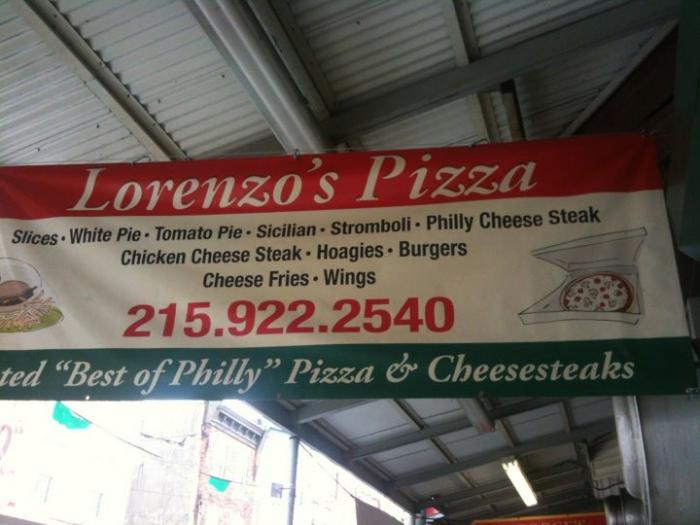 Lorenzo's Pizza
Slices • White Pie • Tomato Pie • Sicilian • Stromboli • Philly Cheese Steak
Chicken Cheese Steak • Hoagies • Burgers
Cheese Fries • Wings
215.922.2540
ted "Best of Philly" Pizza & Cheesesteaks